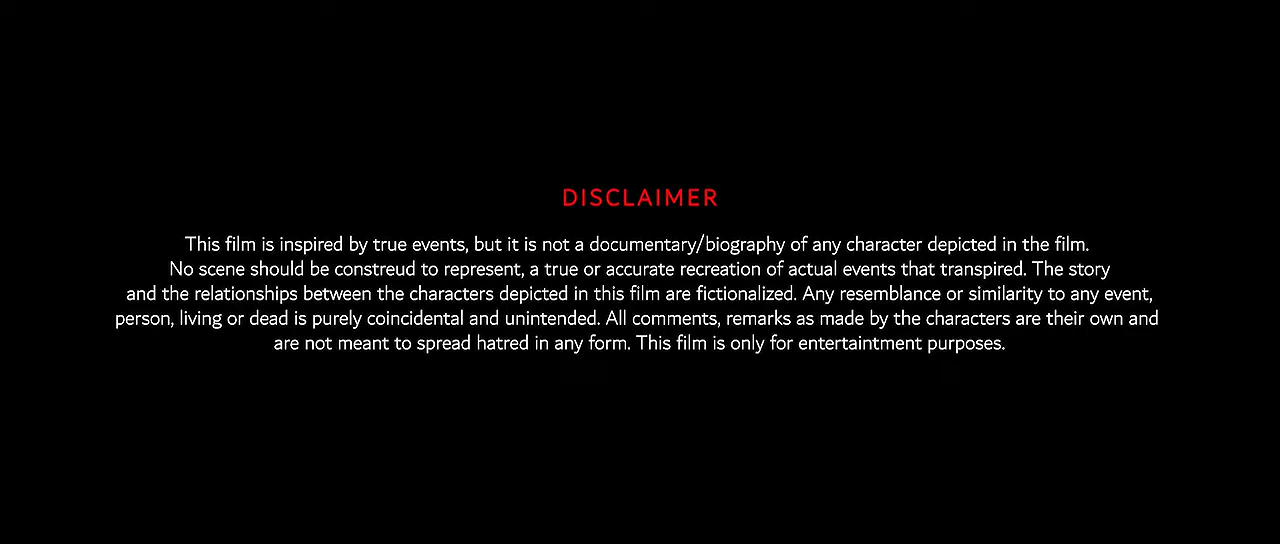 DISCLAIMER
This film is inspired by true events, but it is not a documentary/biography of any character depicted in the film.
No scene should be construed to represent, a true or accurate recreation of actual events that transpired. The story
and the relationships between the characters depicted in this film are fictionalized. Any resemblance or similarity to any event,
person, living or dead is purely coincidental and unintended. All comments, remarks as made by the characters are their own and
are not meant to spread hatred in any form. This film is only for entertaintment purposes.